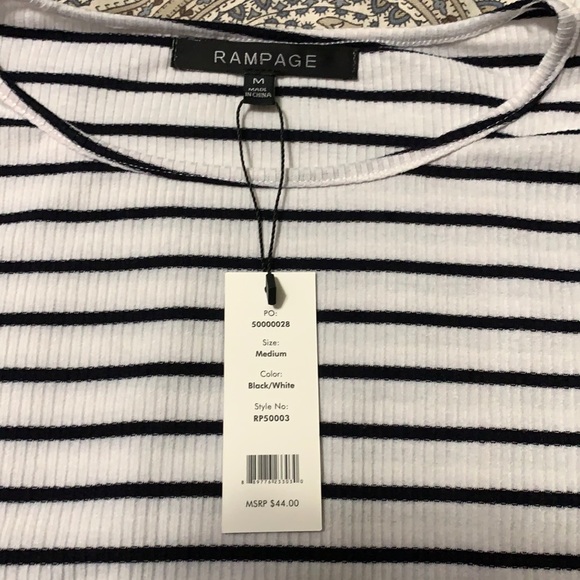 RAMPAGE
M
MADE
IN CHINA
PO:
50000028
Size:
Medium
Color:
Black/White
Style No:
RP50003
MSRP $44.00